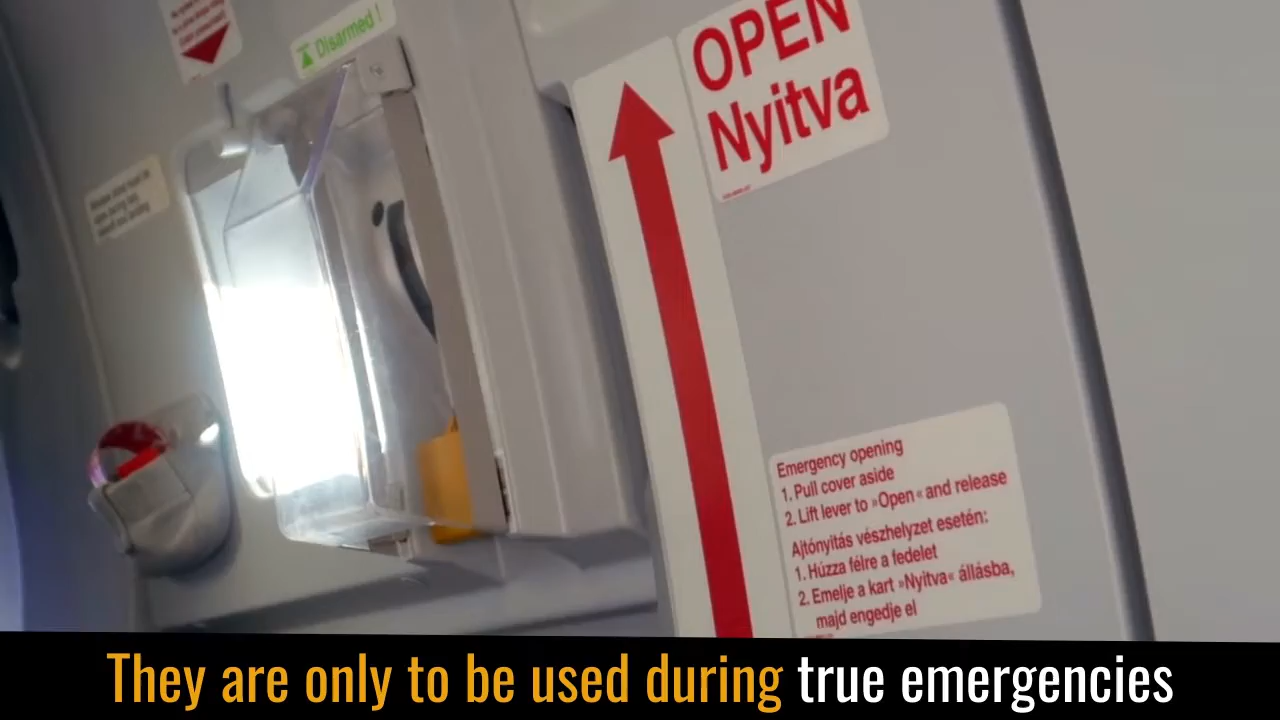 Disarmed !
OPEN
Nyitva
Emergency opening
1. Pull cover aside
2. Lift lever to »Open« and release
Ajtónyitás vészhelyzet esetén:
1. Húzza félre a fedelet
2. Emelje a kart »Nyitva« állásba,
majd engedje el
They are only to be used during true emergencies